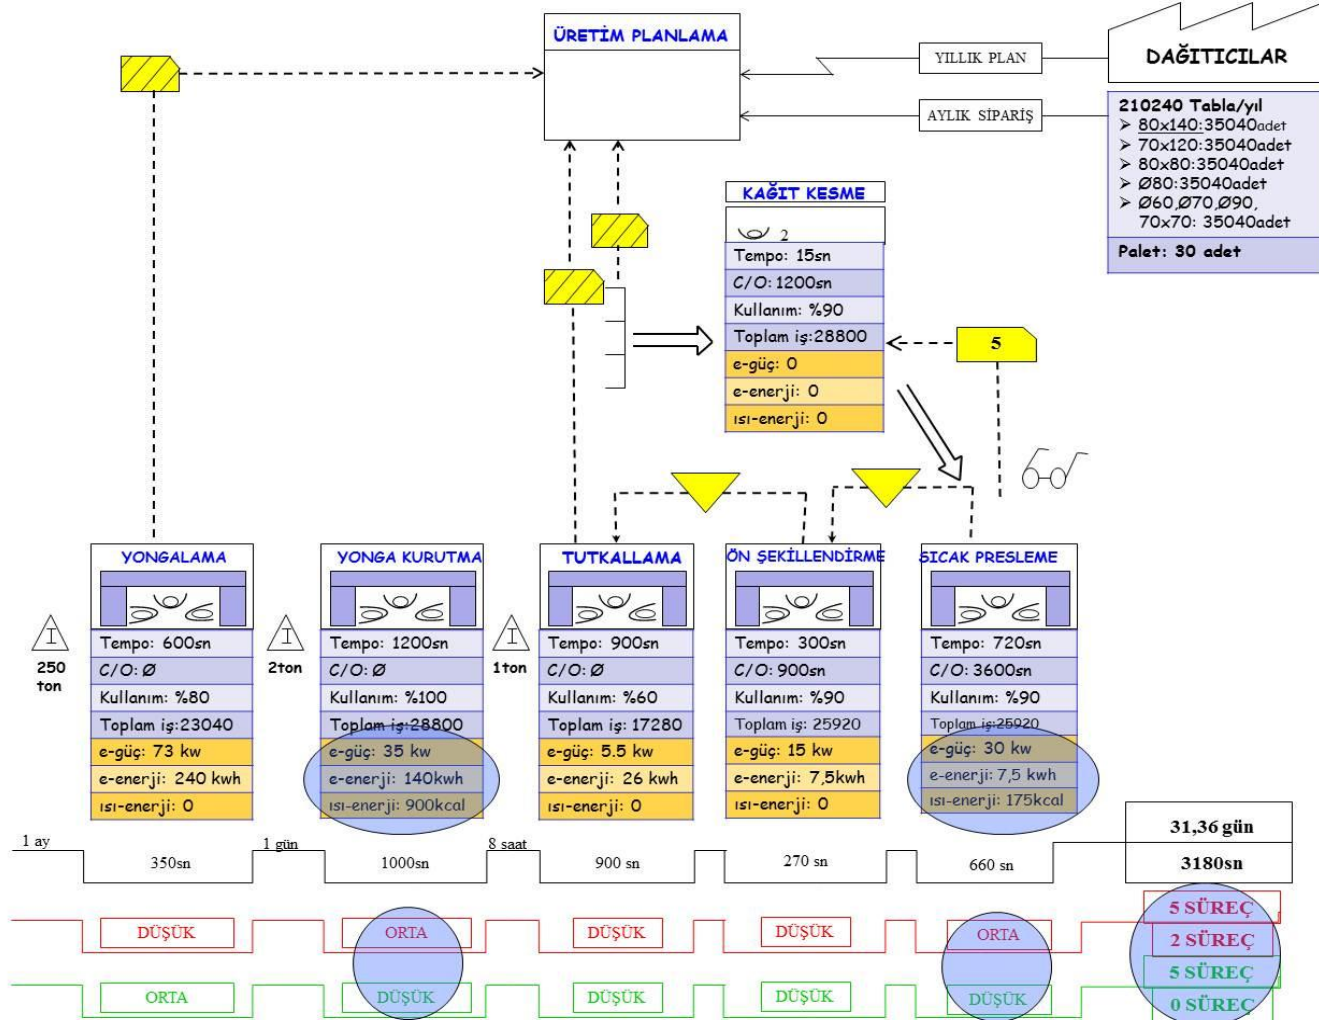 ÜRETİM PLANLAMA
YILLIK PLAN
AYLIK SİPARİŞ
DAĞITICILAR
210240 Tabla/yıl
➢ 80x140:35040adet
➢ 70x120:35040adet
➢ 80x80:35040adet
➢ Ø80:35040adet
➢ Ø60,Ø70,Ø90,
70x70: 35040adet
Palet: 30 adet
KAĞIT KESME
2
Tempo: 15sn
C/O: 1200sn
Kullanım: %90
Toplam iş:28800
e-güç: 0
e-enerji: 0
ısı-enerji: 0
5
I
250
ton
YONGALAMA
Tempo: 600sn
C/O: Ø
Kullanım: %80
Toplam iş:23040
e-güç: 73 kw
e-enerji: 240 kwh
ısı-enerji: 0
I
2ton
YONGA KURUTMA
Tempo: 1200sn
C/O: Ø
Kullanım: %100
Toplam iş:28800
e-güç: 35 kw
e-enerji: 140kwh
ısı-enerji: 900kcal
I
1ton
TUTKALLAMA
Tempo: 900sn
C/O: Ø
Kullanım: %60
Toplam iş: 17280
e-güç: 5.5 kw
e-enerji: 26 kwh
ısı-enerji: 0
ÖN ŞEKİLLENDİRME
Tempo: 300sn
C/O: 900sn
Kullanım: %90
Toplam iş: 25920
e-güç: 15 kw
e-enerji: 7,5kwh
ısı-enerji: 0
SICAK PRESLEME
Tempo: 720sn
C/O: 3600sn
Kullanım: %90
Toplam iş:25920
e-güç: 30 kw
e-enerji: 7,5 kwh
ısı-enerji: 175kcal
1 ay
350sn
1 gün
1000sn
8 saat
900 sn
270 sn
660 sn
31,36 gün
3180sn
DÜŞÜK
ORTA
DÜŞÜK
DÜŞÜK
ORTA
5 SÜREÇ
2 SÜREÇ
ORTA
DÜŞÜK
DÜŞÜK
DÜŞÜK
DÜŞÜK
5 SÜREÇ
0 SÜREÇ